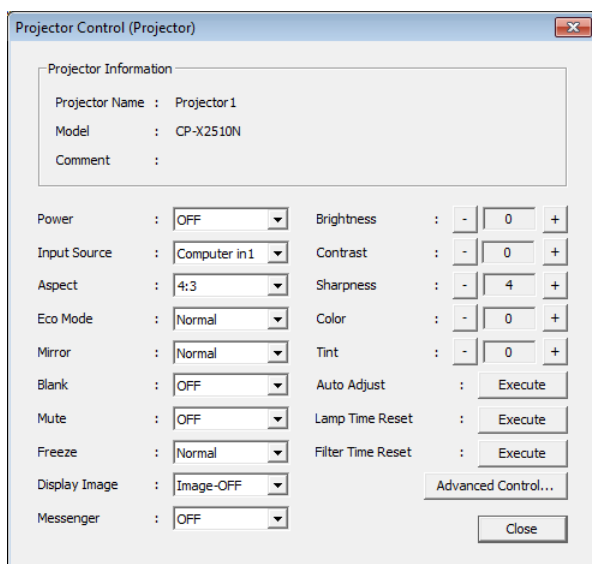 Projector Control (Projector)
Projector Information
Projector Name : Projector1
Model : CP-X2510N
Comment :
Power : OFF
Input Source : Computer in1
Aspect : 4:3
Eco Mode : Normal
Mirror : Normal
Blank : OFF
Mute : OFF
Freeze : Normal
Display Image : Image-OFF
Messenger : OFF
Brightness : - 0 +
Contrast : - 0 +
Sharpness : - 4 +
Color : - 0 +
Tint : - 0 +
Auto Adjust : Execute
Lamp Time Reset : Execute
Filter Time Reset : Execute
Advanced Control...
Close